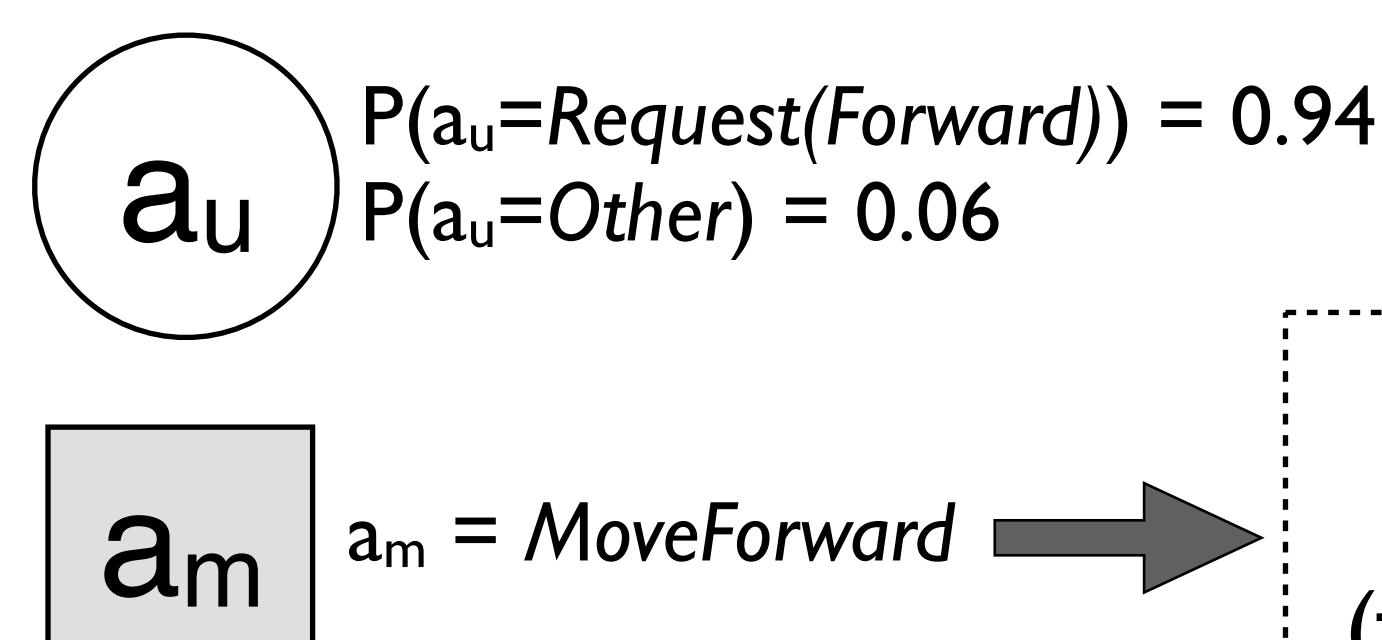 a_u
P(a_u=Request(Forward)) = 0.94
P(a_u=Other) = 0.06
a_m
a_m = MoveForward